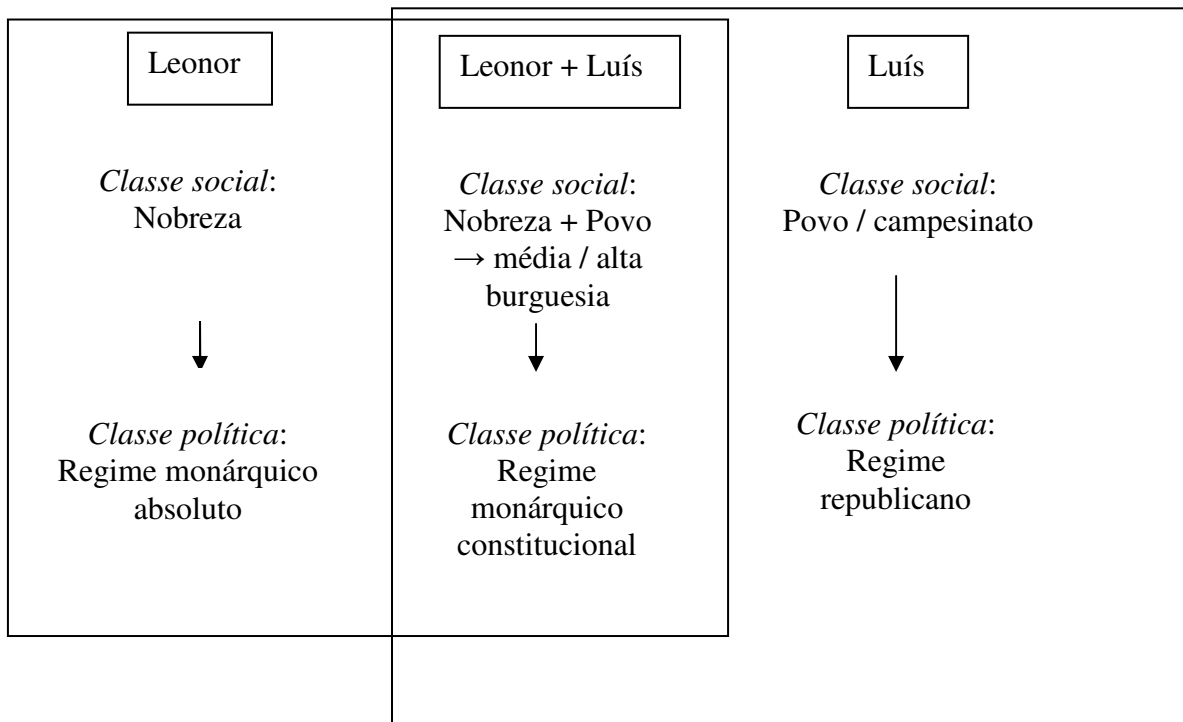 Leonor
Classe social:
Nobreza
Classe política:
Regime monárquico
absoluto
Leonor + Luís
Classe social:
Nobreza + Povo
→ média / alta
burguesia
Classe política:
Regime
monárquico
constitucional
Luís
Classe social:
Povo / campesinato
Classe política:
Regime
republicano